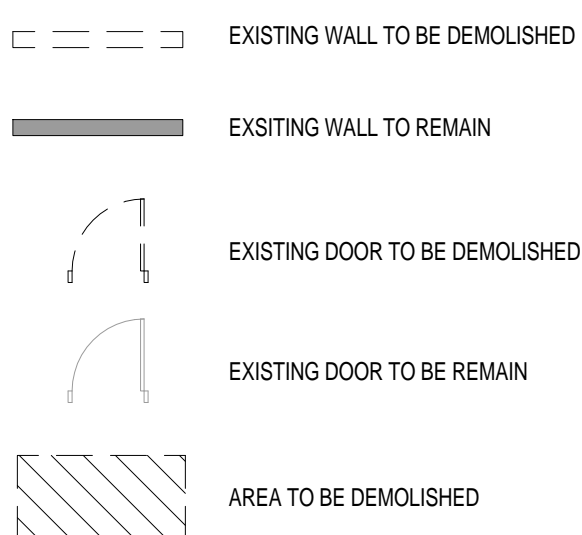 EXISTING WALL TO BE DEMOLISHED
EXSITING WALL TO REMAIN
EXISTING DOOR TO BE DEMOLISHED
EXISTING DOOR TO BE REMAIN
AREA TO BE DEMOLISHED